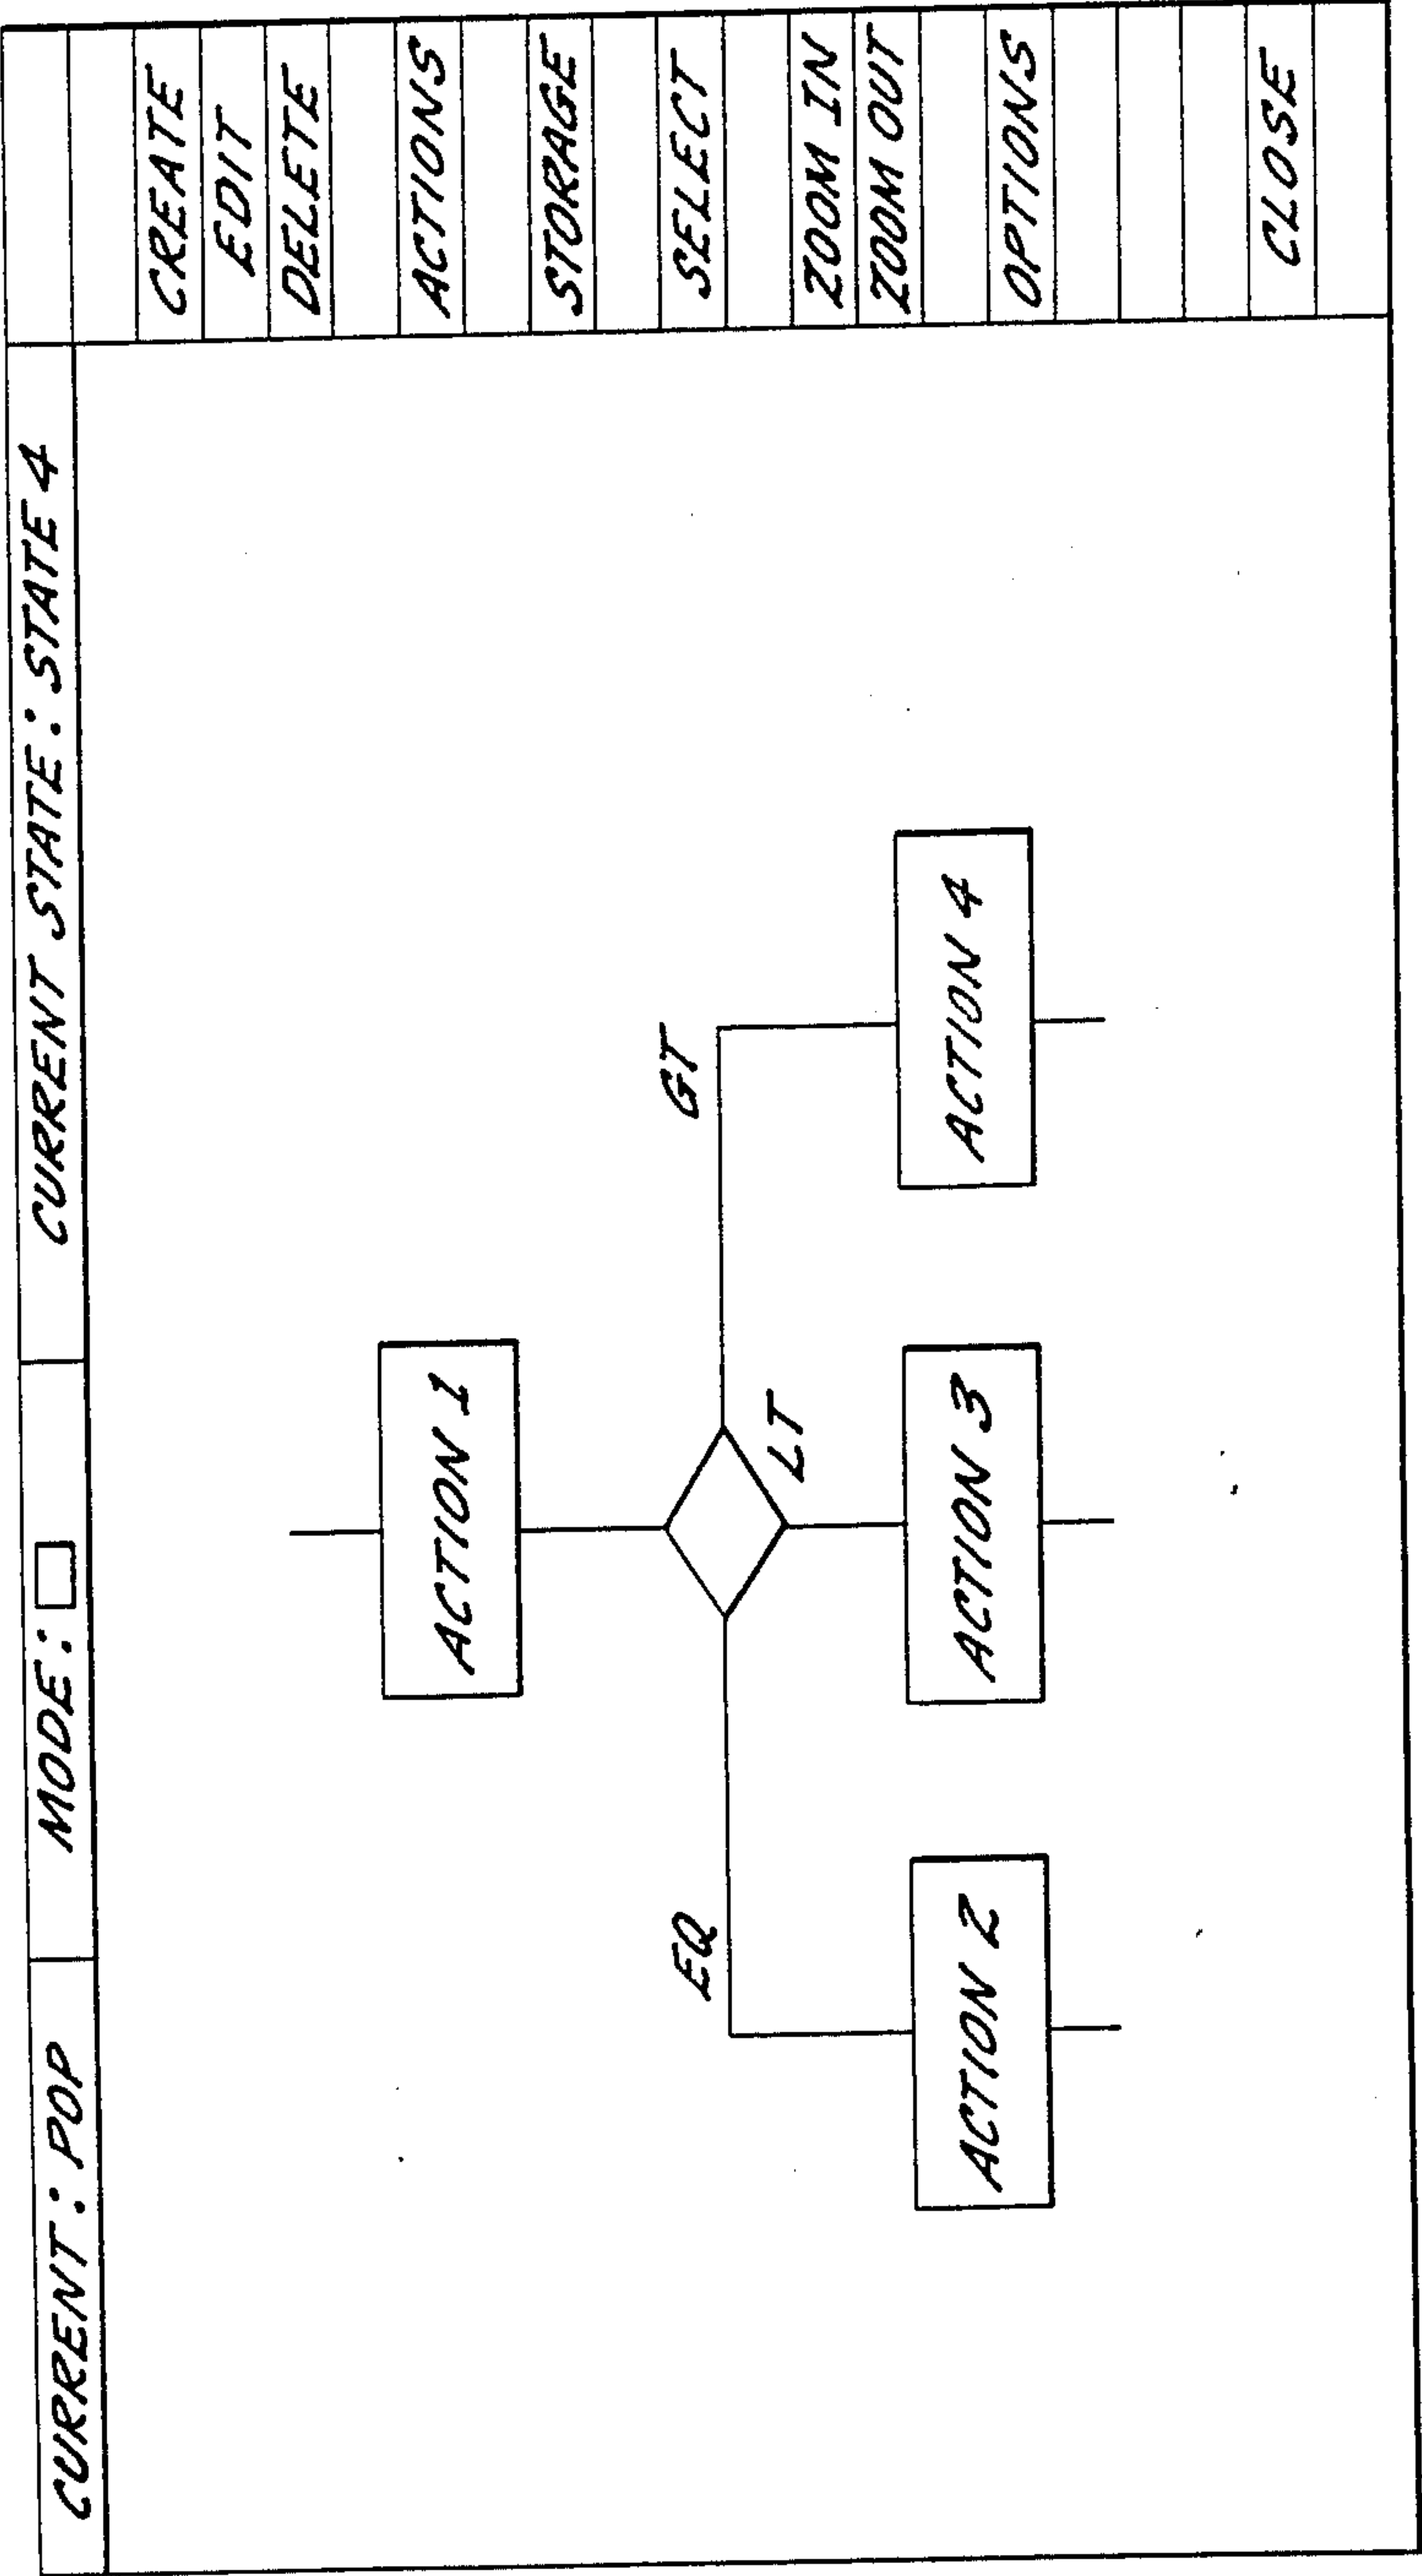 CURRENT: POP
MODE:
CURRENT STATE: STATE 4
CREATE
EDIT
DELETE
ACTIONS
STORAGE
SELECT
ZOOM IN
ZOOM OUT
OPTIONS
CLOSE
ACTION 1
EQ
GT
LT
ACTION 2
ACTION 3
ACTION 4